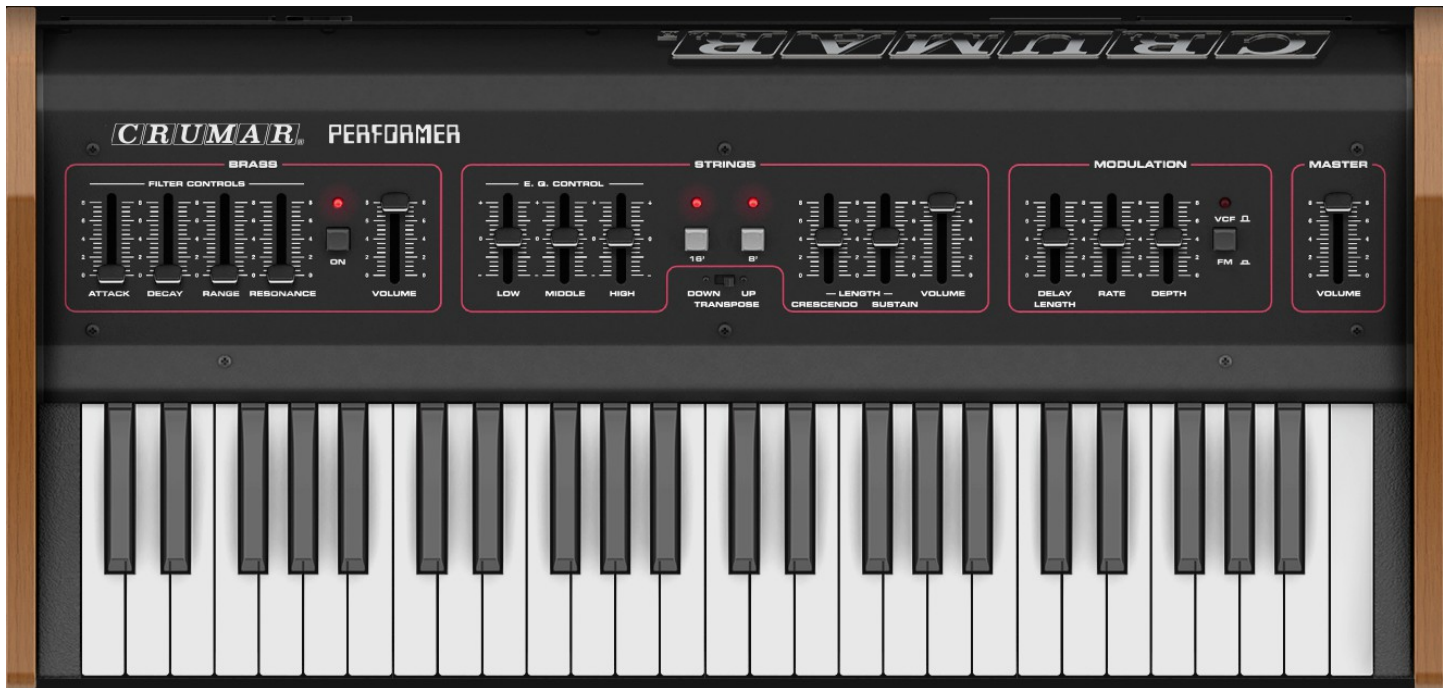 CRUMAR
CRUMAR® PERFORMER
BRASS STRINGS MODULATION MASTER
FILTER CONTROLS E. Q. CONTROL
VCF
ON 16' 8' FM
ATTACK DECAY RANGE RESONANCE VOLUME LOW MIDDLE HIGH DOWN UP LENGTH VOLUME DELAY RATE DEPTH VOLUME
TRANSPOSE CRESCENDO SUSTAIN LENGTH